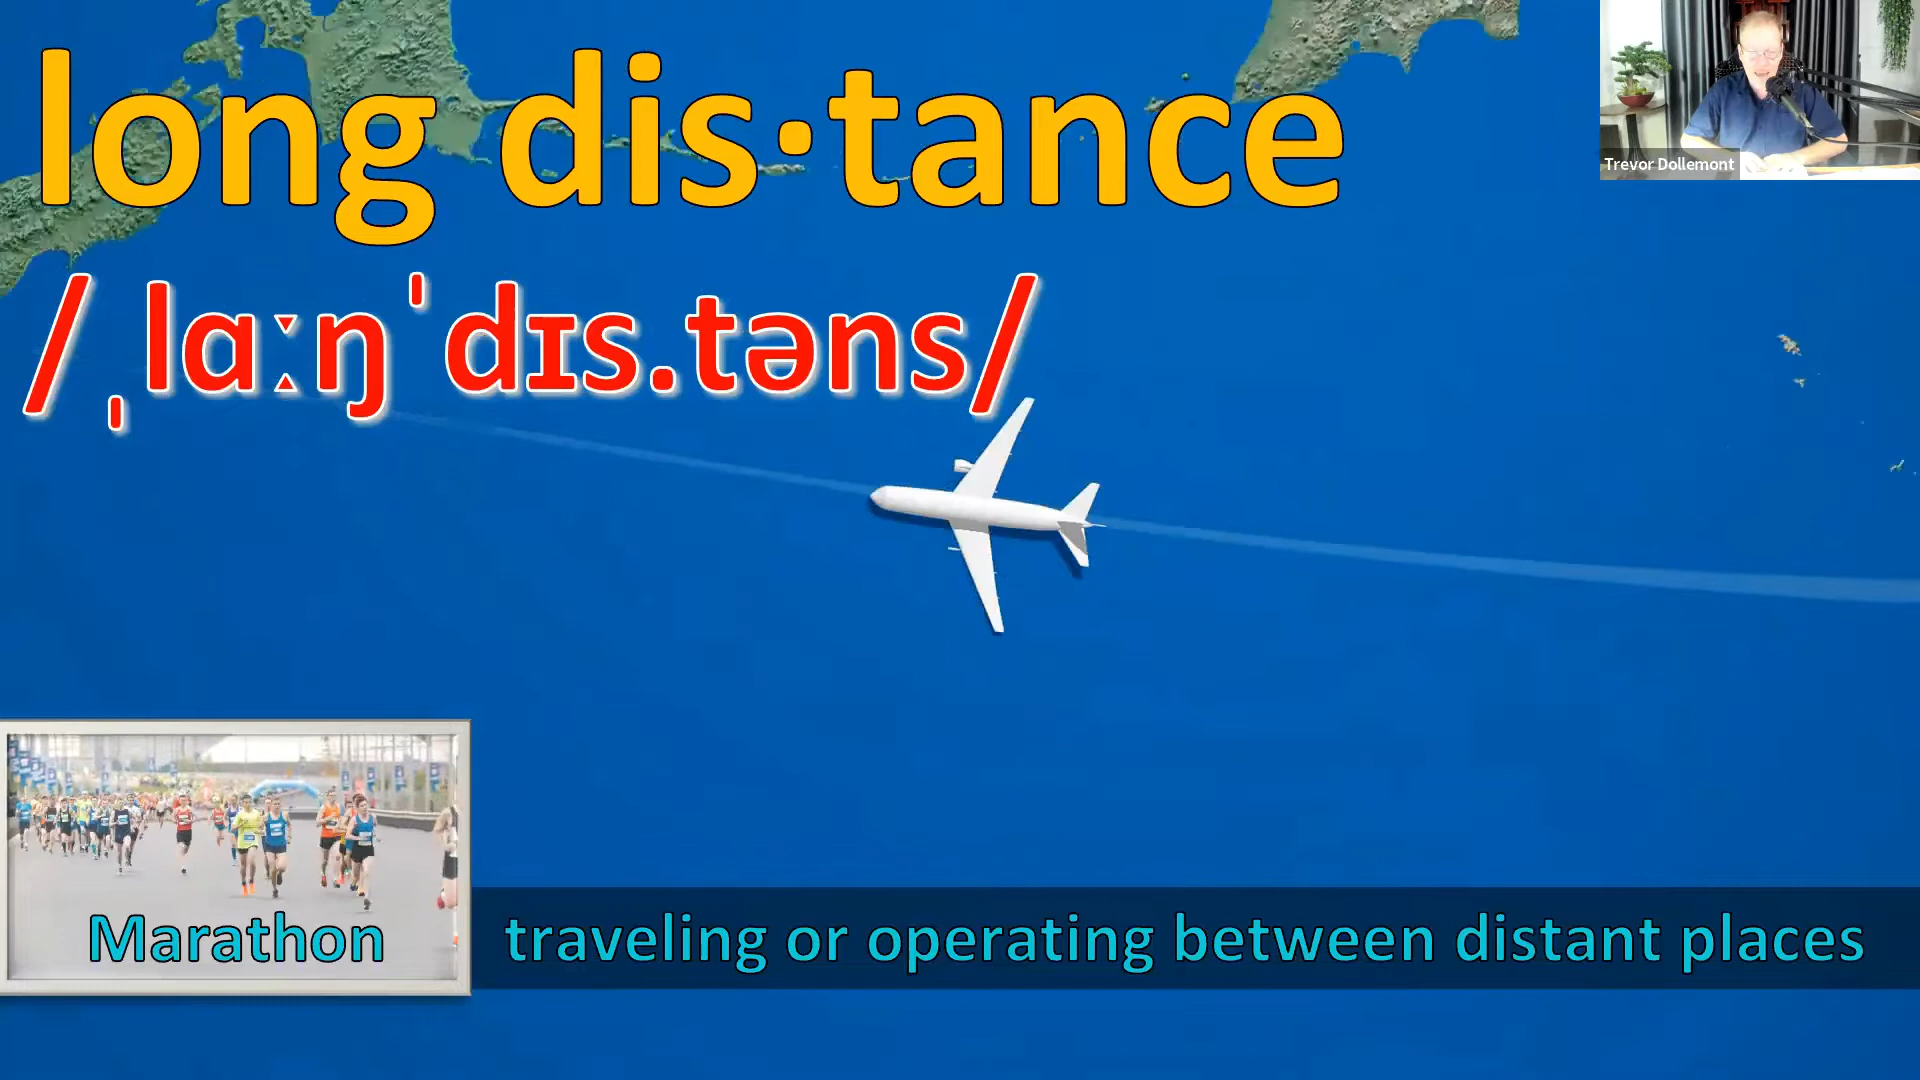 long dis·tance
/ˌlɑːŋˈdɪs.təns/
Trevor Dollemont
Marathon
traveling or operating between distant places